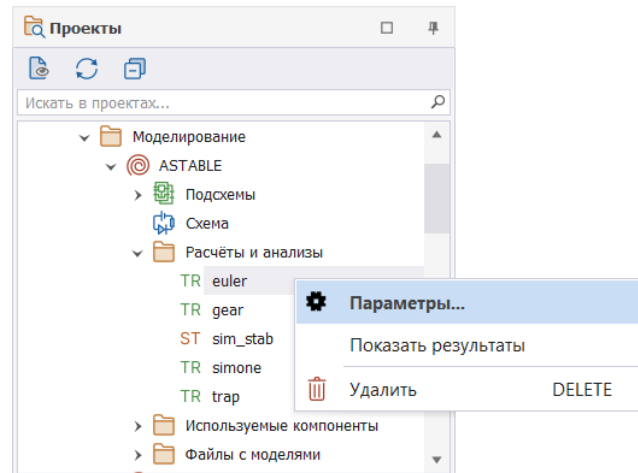 Проекты
Искать в проектах...
Моделирование
ASTABLE
Подсхемы
Схема
Расчёты и анализы
TR euler
TR gear
ST sim_stab
TR simone
TR trap
Используемые компоненты
Файлы с моделями
Параметры...
Показать результаты
Удалить DELETE